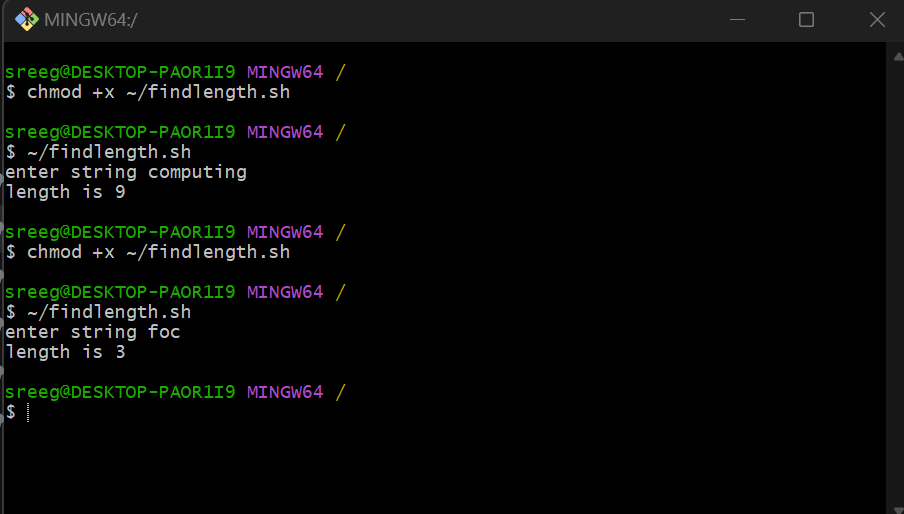 MINGW64:/
sreeg@DESKTOP-PAOR1I9 MINGW64 /
$ chmod +x ~/findlength.sh
sreeg@DESKTOP-PAOR1I9 MINGW64 /
$ ~/findlength.sh
enter string computing
length is 9
sreeg@DESKTOP-PAOR1I9 MINGW64 /
$ chmod +x ~/findlength.sh
sreeg@DESKTOP-PAOR1I9 MINGW64 /
$ ~/findlength.sh
enter string foc
length is 3
sreeg@DESKTOP-PAOR1I9 MINGW64 /
$